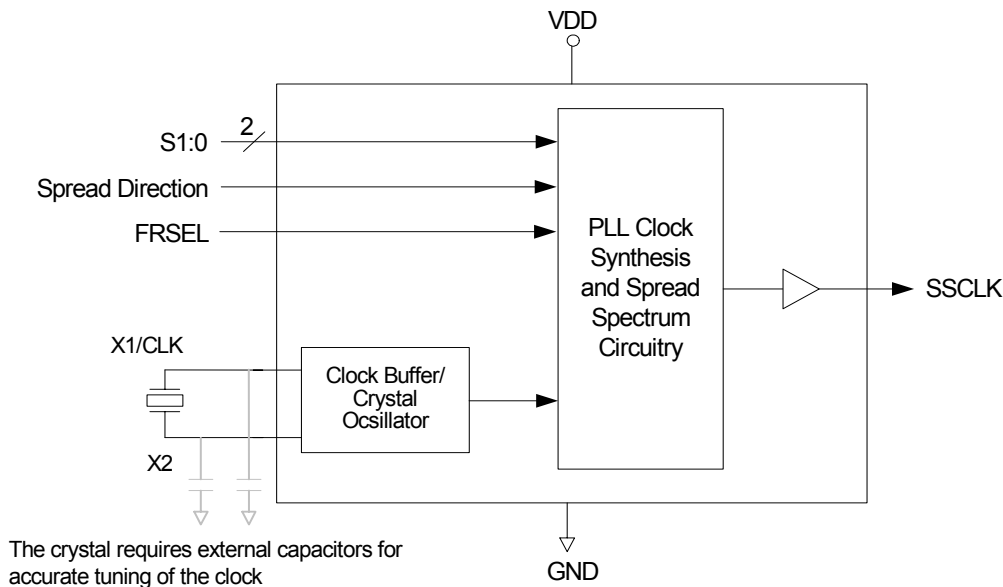 VDD
2
S1:0
Spread Direction
FRSEL
PLL Clock
Synthesis
and Spread
Spectrum
Circuitry
SSCLK
X1/CLK
Clock Buffer/
Crystal
Ocsillator
X2
The crystal requires external capacitors for
accurate tuning of the clock
GND